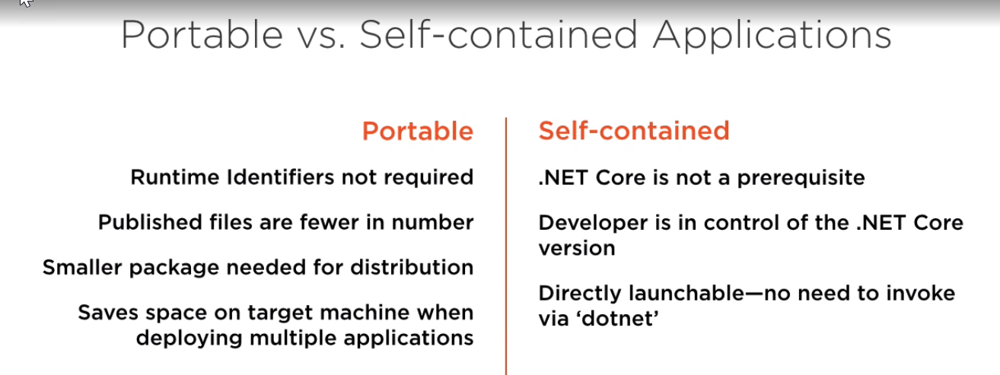 Portable vs. Self-contained Applications
Portable
Runtime Identifiers not required
Published files are fewer in number
Smaller package needed for distribution
Saves space on target machine when
deploying multiple applications
Self-contained
.NET Core is not a prerequisite
Developer is in control of the .NET Core
version
Directly launchable—no need to invoke
via ‘dotnet’